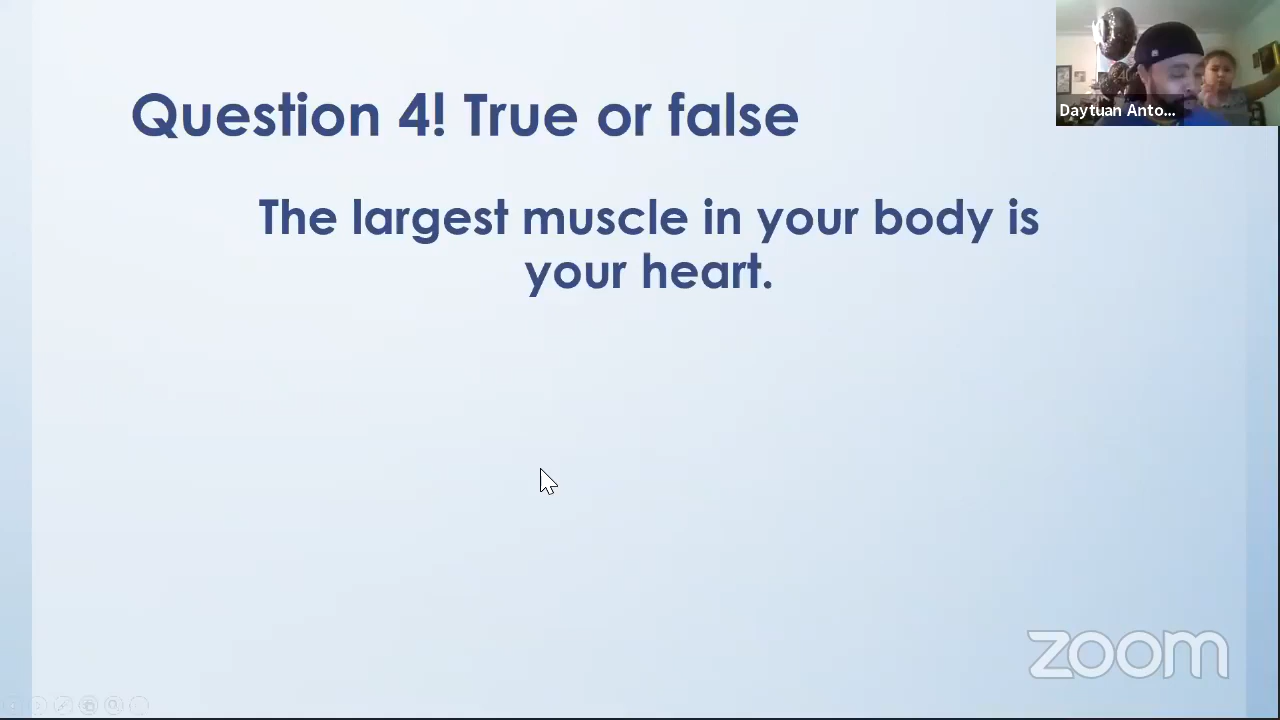 Question 4! True or false
The largest muscle in your body is
your heart.
Daytuan Anto...
zoom